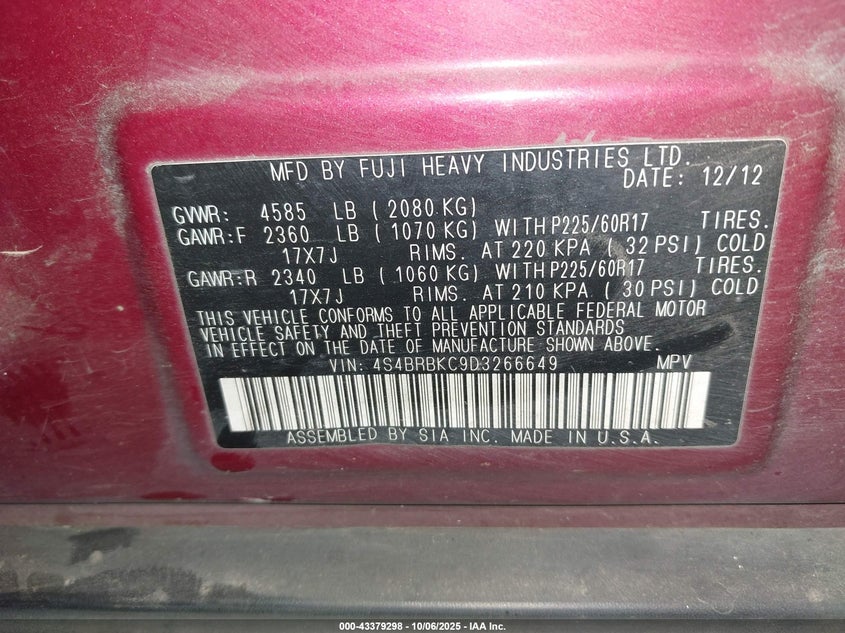 MFD BY FUJI HEAVY INDUSTRIES LTD.
DATE: 12/12
GVWR: 4585 LB ( 2080 KG)
GAWR:F 2360 LB ( 1070 KG) WITH P225/60R17 TIRES.
17X7J RIMS. AT 220 KPA ( 32 PSI) COLD
GAWR:R 2340 LB ( 1060 KG) WITH P225/60R17 TIRES.
17X7J RIMS. AT 210 KPA ( 30 PSI) COLD
THIS VEHICLE CONFORMS TO ALL APPLICABLE FEDERAL MOTOR
VEHICLE SAFETY AND THEFT PREVENTION STANDARDS
IN EFFECT ON THE DATE OF MANUFACTURE SHOWN ABOVE.
VIN: 4S4BRBKC9D3266649 MPV
ASSEMBLED BY SIA INC. MADE IN U.S.A.
000-43379298 - 10/06/2025 - IAA Inc.